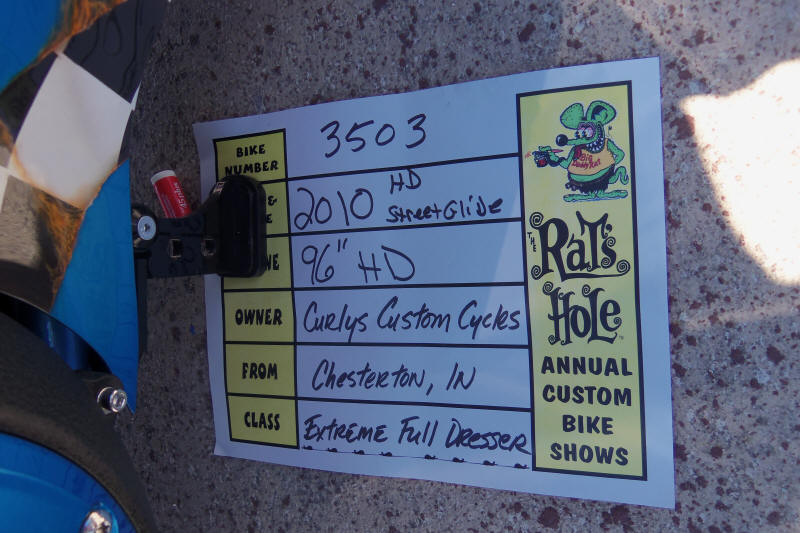 BIKE NUMBER
3503
&
2010 HD StreetGlide
96" HD
OWNER
Curlys Custom Cycles
FROM
Chesterton, IN
CLASS
Extreme Full Dresser
THE
RaT's
HoLe
ANNUAL
CUSTOM
BIKE
SHOWS